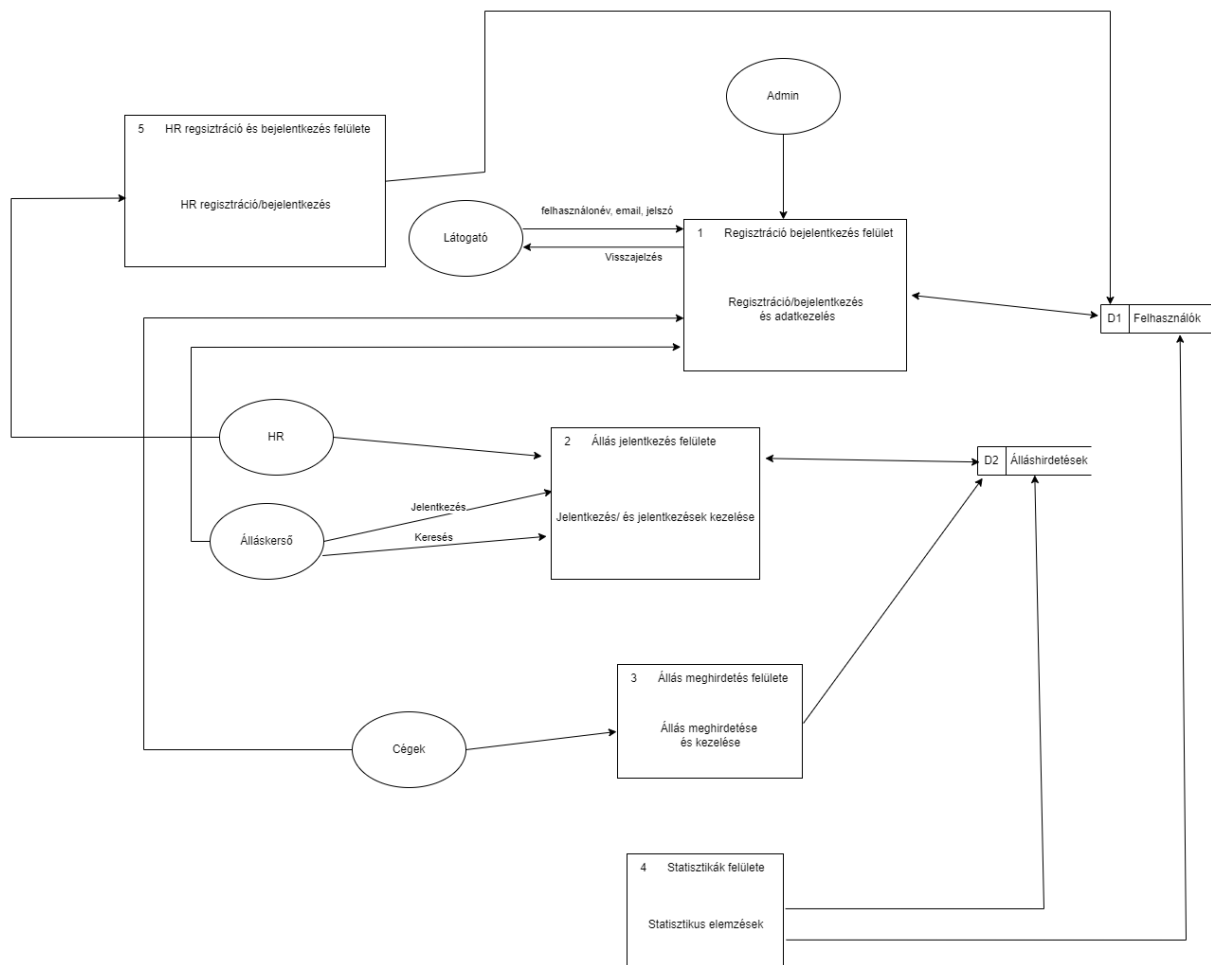 Admin
5 HR regsiztráció és bejelentkezés felülete
HR regisztráció/bejelentkezés
felhasználonév, email, jelszó
Látogató
Visszajelzés
1 Regisztráció bejelentkezés felület
Regisztráció/bejelentkezés
és adatkezelés
D1 Felhasználók
HR
2 Állás jelentkezés felülete
Jelentkezés/ és jelentkezések kezelése
D2 Álláshirdetések
Jelentkezés
Álláskerső
Keresés
3 Állás meghirdetés felülete
Állás meghirdetése
és kezelése
Cégek
4 Statisztikák felülete
Statisztikus elemzések